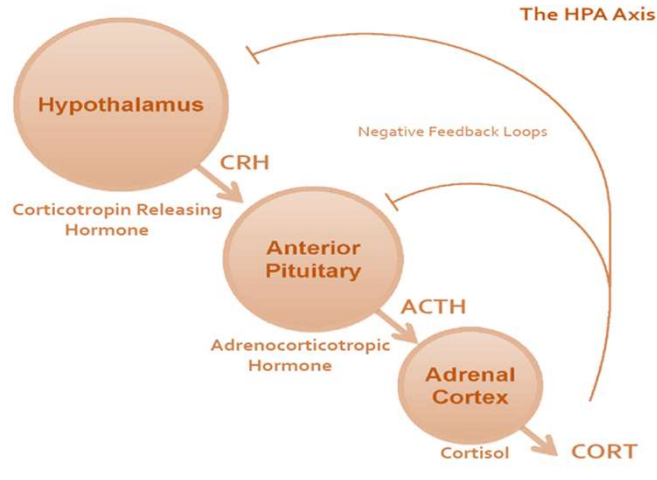 The HPA Axis
Hypothalamus
Negative Feedback Loops
CRH
Corticotropin Releasing
Hormone
Anterior
Pituitary
ACTH
Adrenocorticotropic
Hormone
Adrenal
Cortex
CORT
Cortisol